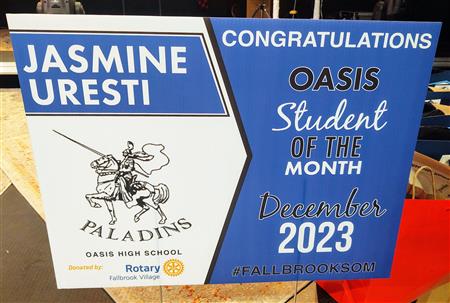 JASMINE
URESTI
PALADINS
OASIS HIGH SCHOOL
Donated by:
Rotary
Fallbrook Village
CONGRATULATIONS
OASIS
Student
OF THE
MONTH
December
2023
#FALLBROOKSOM